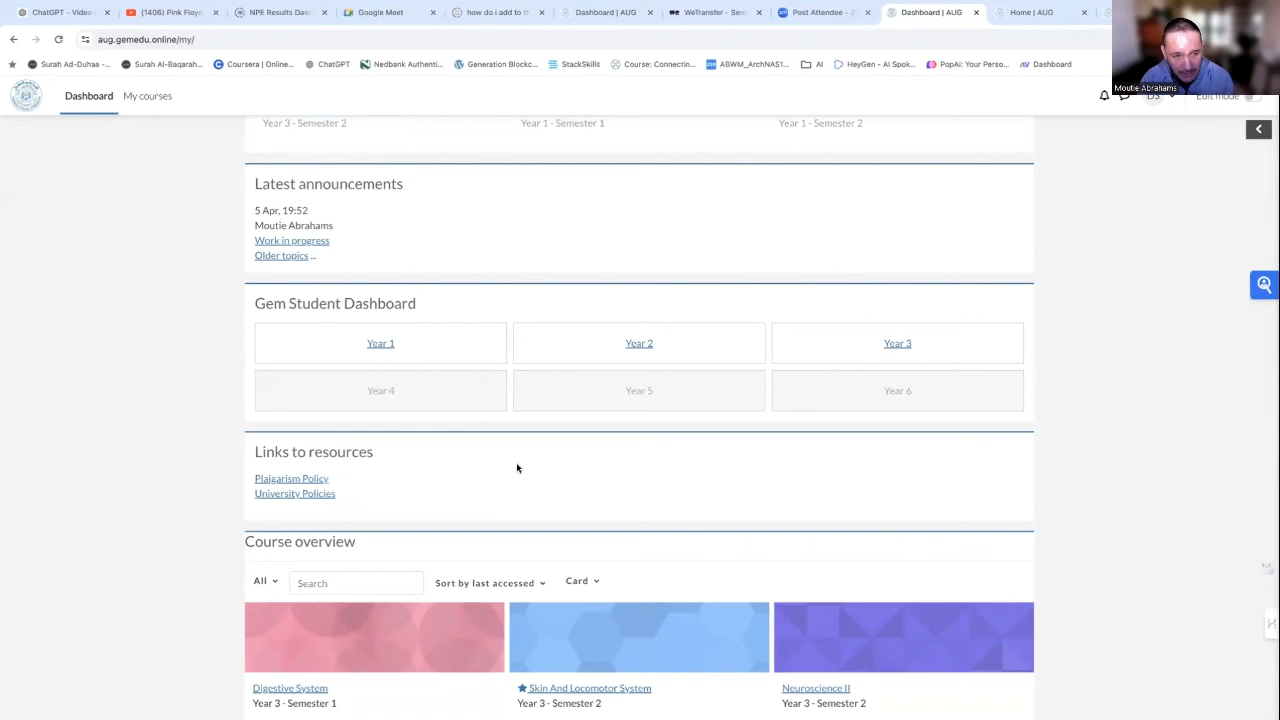 ChatGPT - Video C
(1406) Pink Floyd
NPE Results Das
Google Meet
how do i add to th
Dashboard | AUG
WeTransfer - Sen
Post Attendee - Z
Dashboard | AUG
Home | AUG
aug.gemedu.online/my/
Surah Ad-Duhaa -...
Surah Al-Baqarah...
Coursera | Online...
ChatGPT
Nedbank Authenti...
Generation Blockc...
StackSkills
Course: Connectin...
ABWM_ArchNAS1...
AI
HeyGen - AI Spok...
PopAi: Your Perso...
Dashboard
Moutie Abrahams
Dashboard
My courses
DS
Edit mode
Year 3 - Semester 2
Year 1 - Semester 1
Year 1 - Semester 2
Latest announcements
5 Apr, 19:52
Moutie Abrahams
Work in progress
Older topics ...
Gem Student Dashboard
Year 1
Year 2
Year 3
Year 4
Year 5
Year 6
Links to resources
Plaigarism Policy
University Policies
Course overview
All
Search
Sort by last accessed
Card
Digestive System
Skin And Locomotor System
Neuroscience II
Year 3 - Semester 1
Year 3 - Semester 2
Year 3 - Semester 2